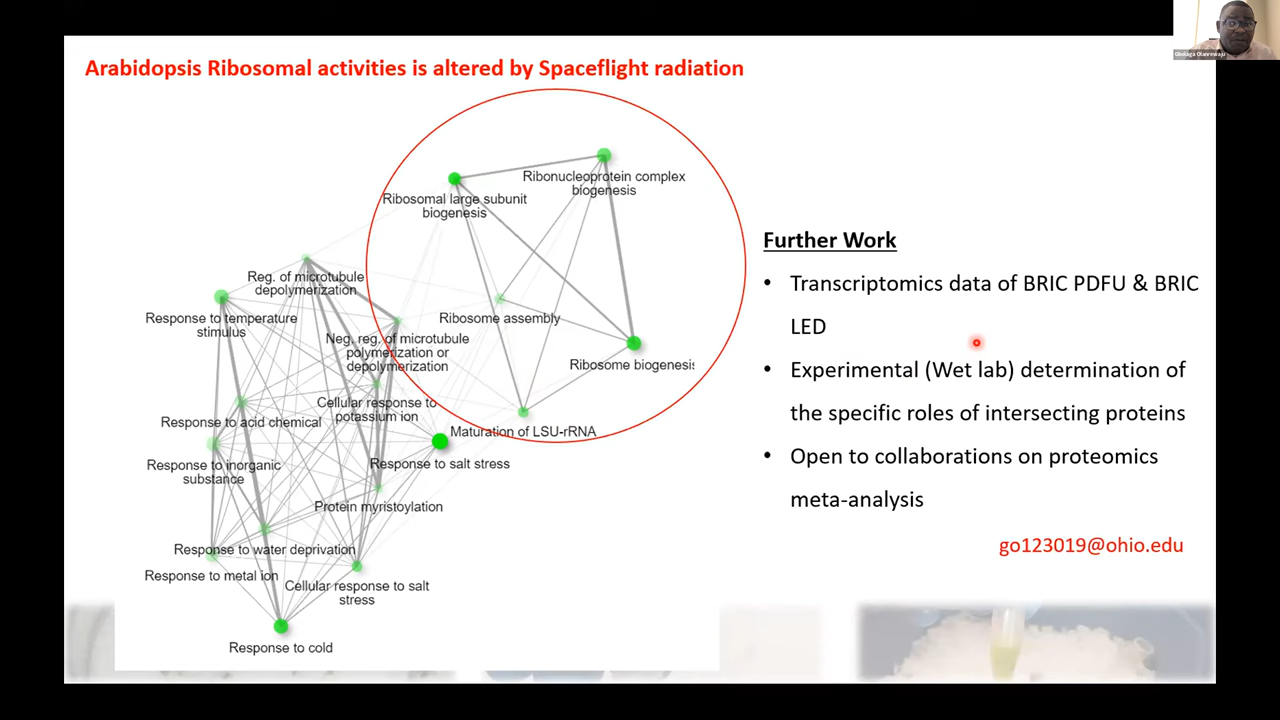 Arabidopsis Ribosomal activities is altered by Spaceflight radiation
Ribonucleoprotein complex
biogenesis
Ribosomal large subunit
biogenesis
Reg. of microtubule
depolymerization
Response to temperature
stimulus
Ribosome assembly
Neg. reg. of microtubule
polymerization or
depolymerization
Ribosome biogenesis
Cellular response to
potassium ion
Response to acid chemical
Maturation of LSU-rRNA
Response to inorganic
substance
Response to salt stress
Protein myristoylation
Response to water deprivation
Response to metal ion
Cellular response to salt
stress
Response to cold
Further Work
• Transcriptomics data of BRIC PDFU & BRIC
LED
• Experimental (Wet lab) determination of
the specific roles of intersecting proteins
• Open to collaborations on proteomics
meta-analysis
go123019@ohio.edu
Olanrewaju